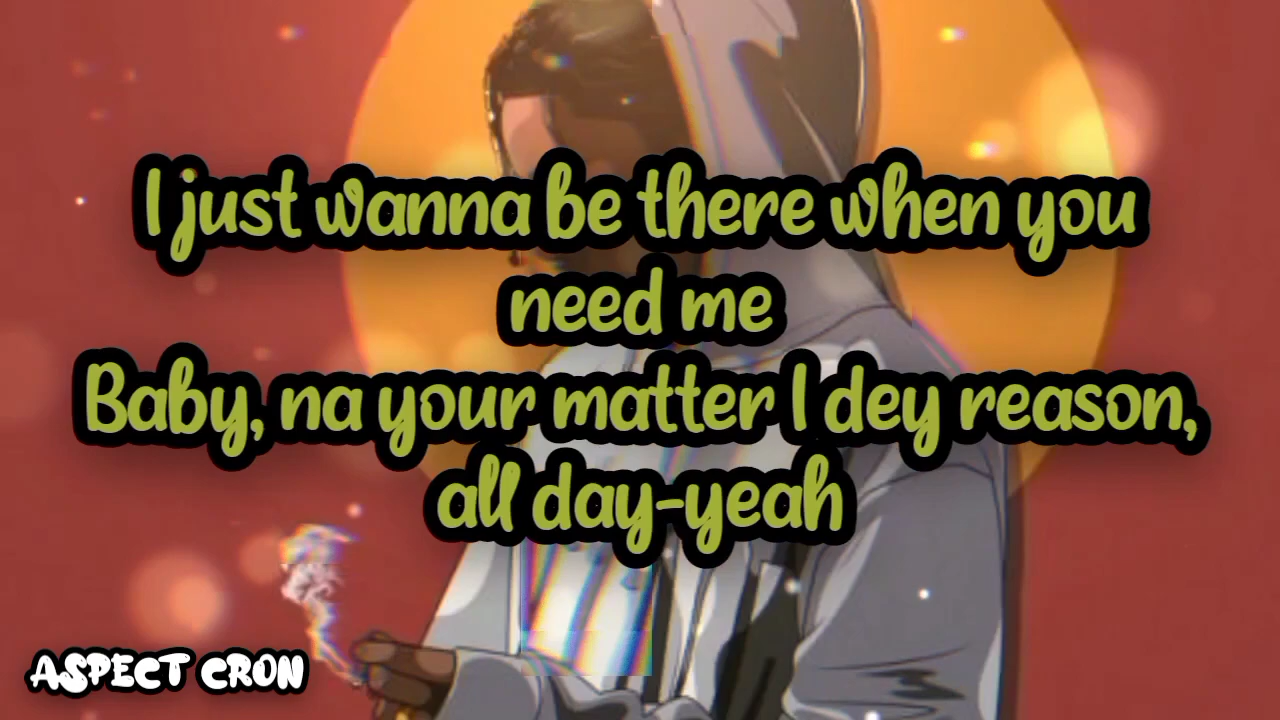 I just wanna be there when you
need me
Baby, na your matter I dey reason,
all day-yeah
ASPECT CRON